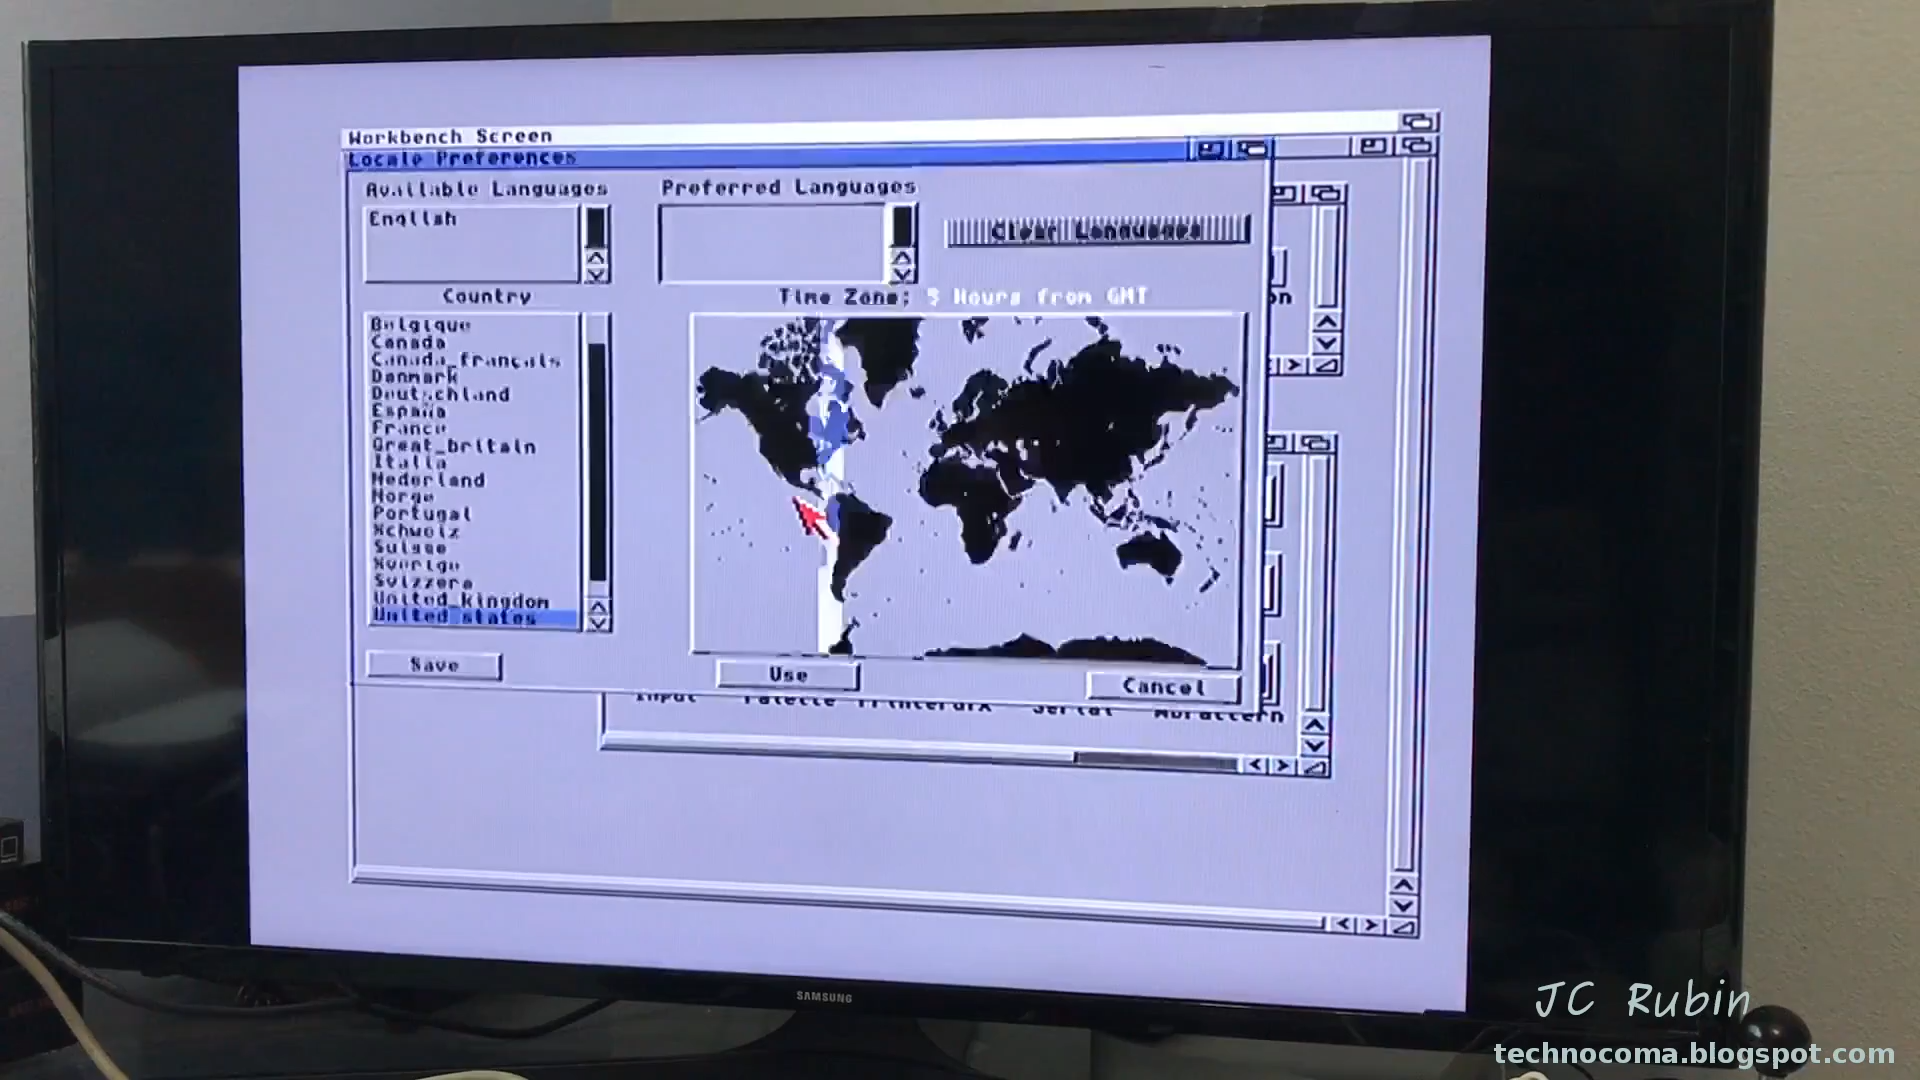 Workbench Screen
Locale Preferences
Available Languages
Preferred Languages
English
Clear Languages
Country
Time Zone: 5 Hours from GMT
Belgique
Canada
Canada_français
Danmark
Deutschland
España
France
Great_britain
Italia
Nederland
Norge
Portugal
Schweiz
Suisse
Sverige
Svizzera
United_kingdom
United_states
Save
Use
Cancel
Input Palette PrinterGfx Serial WBPattern
SAMSUNG
JC Rubin
technocoma.blogspot.com